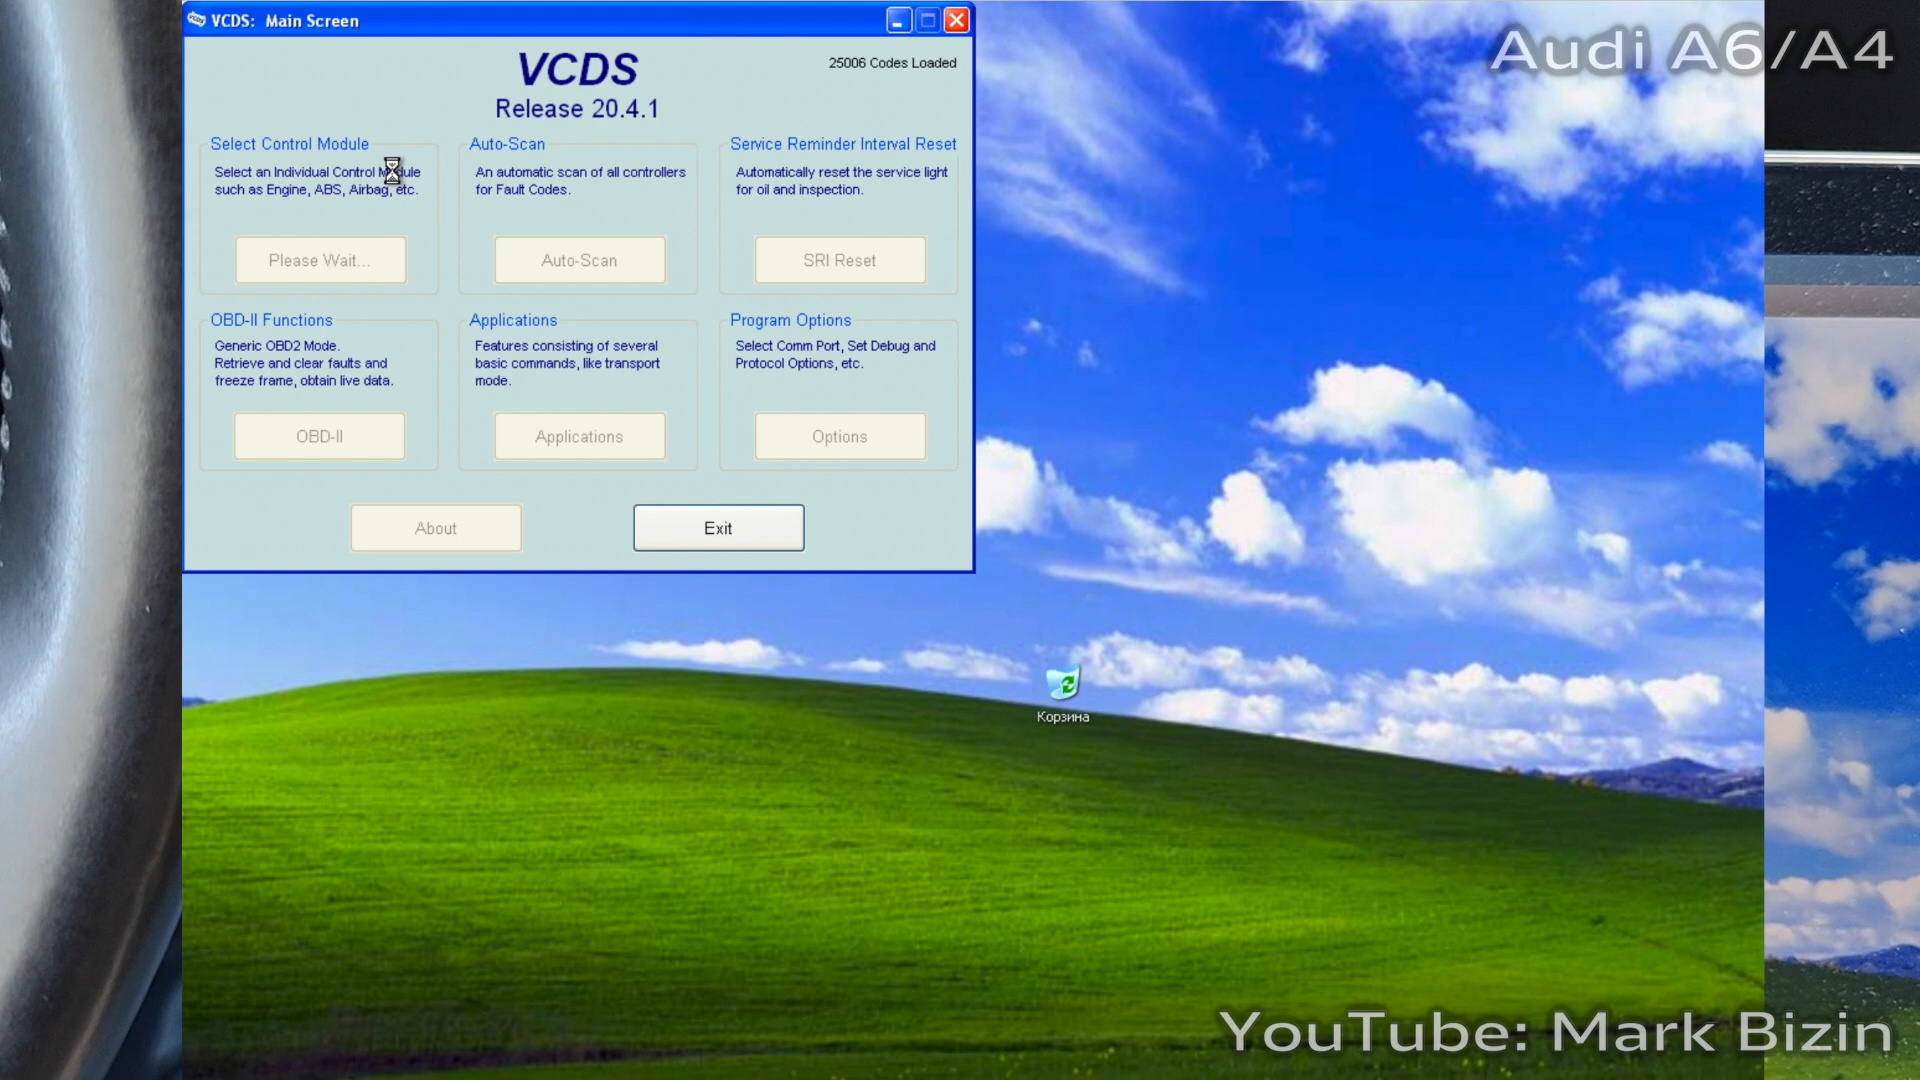 VCDS: Main Screen
Audi A6/A4
VCDS
25006 Codes Loaded
Release 20.4.1
Select Control Module
Select an Individual Control Module
such as Engine, ABS, Airbag, etc.
Please Wait...
Auto-Scan
An automatic scan of all controllers
for Fault Codes.
Auto-Scan
Service Reminder Interval Reset
Automatically reset the service light
for oil and inspection.
SRI Reset
OBD-II Functions
Generic OBD2 Mode.
Retrieve and clear faults and
freeze frame, obtain live data.
OBD-II
Applications
Features consisting of several
basic commands, like transport
mode.
Applications
Program Options
Select Comm Port, Set Debug and
Protocol Options, etc.
Options
About
Exit
Корзина
YouTube: Mark Bizin